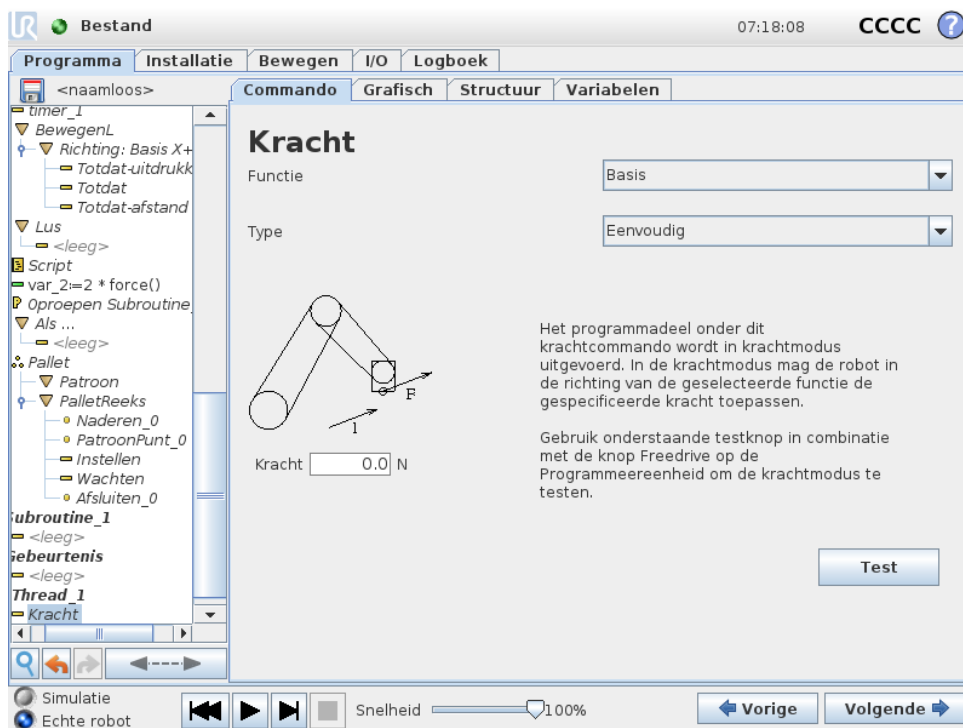 UR Bestand 07:18:08 CCCC ?
Programma Installatie Bewegen I/O Logboek
<naamloos>
Commando Grafisch Structuur Variabelen
timer_1
BewegenL
Richting: Basis X+
Totdat-uitdrukk
Totdat
Totdat-afstand
Lus
<leeg>
Script
var_2:=2 * force()
Oproepen Subroutine_
Als ...
<leeg>
Pallet
Patroon
PalletReeks
Naderen_0
PatroonPunt_0
Instellen
Wachten
Afsluiten_0
Subroutine_1
<leeg>
Gebeurtenis
<leeg>
Thread_1
Kracht
Kracht
Functie Basis
Type Eenvoudig
F
1
Kracht 0.0 N
Het programmadeel onder dit
krachtcommando wordt in krachtmodus
uitgevoerd. In de krachtmodus mag de robot in
de richting van de geselecteerde functie de
gespecificeerde kracht toepassen.
Gebruik onderstaande testknop in combinatie
met de knop Freedrive op de
Programmeereenheid om de krachtmodus te
testen.
Test
Simulatie
Echte robot
Snelheid 100%
Vorige Volgende